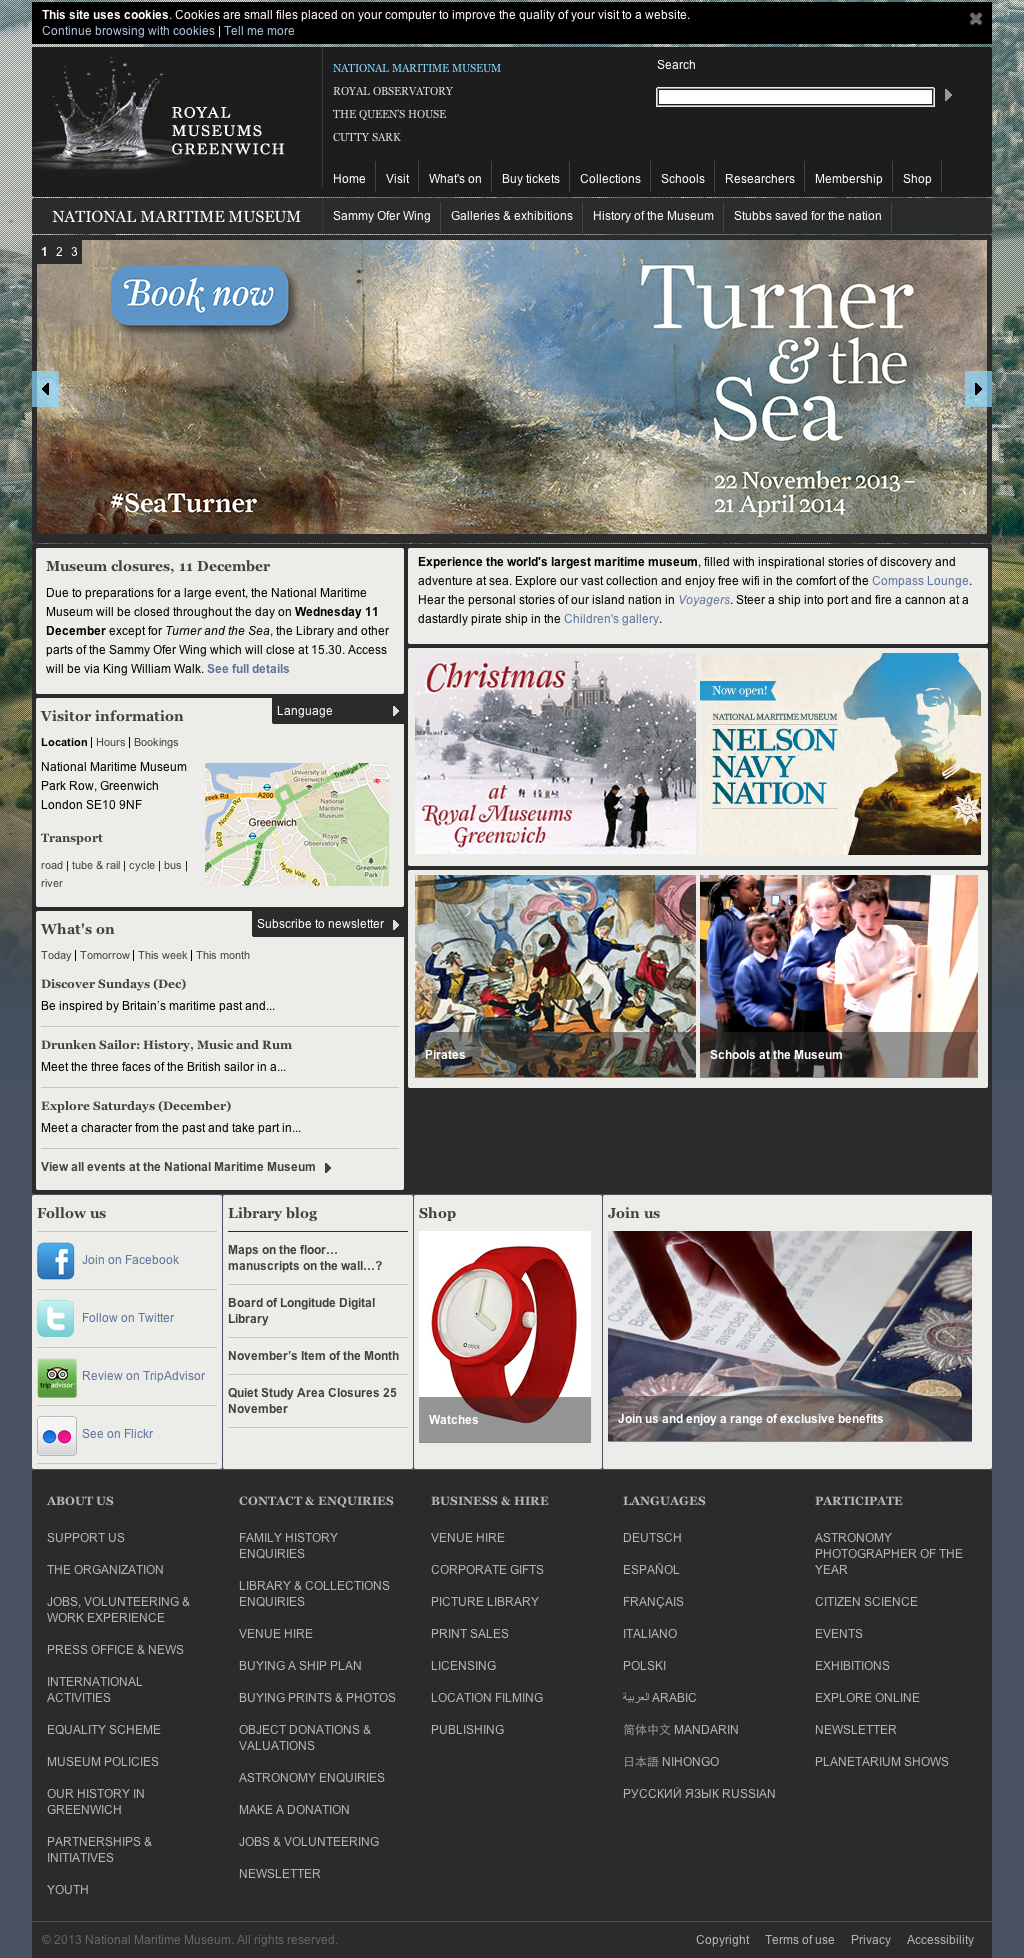 This site uses cookies. Cookies are small files placed on your computer to improve the quality of your visit to a website.
Continue browsing with cookies | Tell me more
ROYAL
MUSEUMS
GREENWICH
NATIONAL MARITIME MUSEUM
ROYAL OBSERVATORY
THE QUEEN'S HOUSE
CUTTY SARK
Search
Home
Visit
What's on
Buy tickets
Collections
Schools
Researchers
Membership
Shop
NATIONAL MARITIME MUSEUM
Sammy Ofer Wing
Galleries & exhibitions
History of the Museum
Stubbs saved for the nation
1 2 3
Book now
Turner
& the
Sea
22 November 2013 –
21 April 2014
#SeaTurner
Museum closures, 11 December
Due to preparations for a large event, the National Maritime
Museum will be closed throughout the day on Wednesday 11
December except for Turner and the Sea, the Library and other
parts of the Sammy Ofer Wing which will close at 15.30. Access
will be via King William Walk. See full details
Experience the world's largest maritime museum, filled with inspirational stories of discovery and
adventure at sea. Explore our vast collection and enjoy free wifi in the comfort of the Compass Lounge.
Hear the personal stories of our island nation in Voyagers. Steer a ship into port and fire a cannon at a
dastardly pirate ship in the Children's gallery.
Visitor information
Language
Location | Hours | Bookings
National Maritime Museum
Park Row, Greenwich
London SE10 9NF
Transport
road | tube & rail | cycle | bus |
river
University of
Greenwich
Trafalgar R
eek Rd
A200
Norman Rd
National
Maritime
Museum
Greenwich
B208
Royal
Observatory
Greenwich S St
Hyde Vale
Greenwich
Park
Christmas
at
Royal Museums
Greenwich
Now open!
NATIONAL MARITIME MUSEUM
NELSON
NAVY
NATION
What's on
Subscribe to newsletter
Today | Tomorrow | This week | This month
Discover Sundays (Dec)
Be inspired by Britain’s maritime past and...
Drunken Sailor: History, Music and Rum
Meet the three faces of the British sailor in a...
Explore Saturdays (December)
Meet a character from the past and take part in...
View all events at the National Maritime Museum
Pirates
Schools at the Museum
Follow us
Join on Facebook
Follow on Twitter
tripadvisor
Review on TripAdvisor
See on Flickr
Library blog
Maps on the floor…
manuscripts on the wall…?
Board of Longitude Digital
Library
November’s Item of the Month
Quiet Study Area Closures 25
November
Shop
o clock
Watches
Join us
Join us and enjoy a range of exclusive benefits
ABOUT US
SUPPORT US
THE ORGANIZATION
JOBS, VOLUNTEERING &
WORK EXPERIENCE
PRESS OFFICE & NEWS
INTERNATIONAL
ACTIVITIES
EQUALITY SCHEME
MUSEUM POLICIES
OUR HISTORY IN
GREENWICH
PARTNERSHIPS &
INITIATIVES
YOUTH
CONTACT & ENQUIRIES
FAMILY HISTORY
ENQUIRIES
LIBRARY & COLLECTIONS
ENQUIRIES
VENUE HIRE
BUYING A SHIP PLAN
BUYING PRINTS & PHOTOS
OBJECT DONATIONS &
VALUATIONS
ASTRONOMY ENQUIRIES
MAKE A DONATION
JOBS & VOLUNTEERING
NEWSLETTER
BUSINESS & HIRE
VENUE HIRE
CORPORATE GIFTS
PICTURE LIBRARY
PRINT SALES
LICENSING
LOCATION FILMING
PUBLISHING
LANGUAGES
DEUTSCH
ESPAÑOL
FRANÇAIS
ITALIANO
POLSKI
العربية ARABIC
简体中文 MANDARIN
日本語 NIHONGO
РУССКИЙ ЯЗЫК RUSSIAN
PARTICIPATE
ASTRONOMY
PHOTOGRAPHER OF THE
YEAR
CITIZEN SCIENCE
EVENTS
EXHIBITIONS
EXPLORE ONLINE
NEWSLETTER
PLANETARIUM SHOWS
© 2013 National Maritime Museum. All rights reserved.
Copyright
Terms of use
Privacy
Accessibility